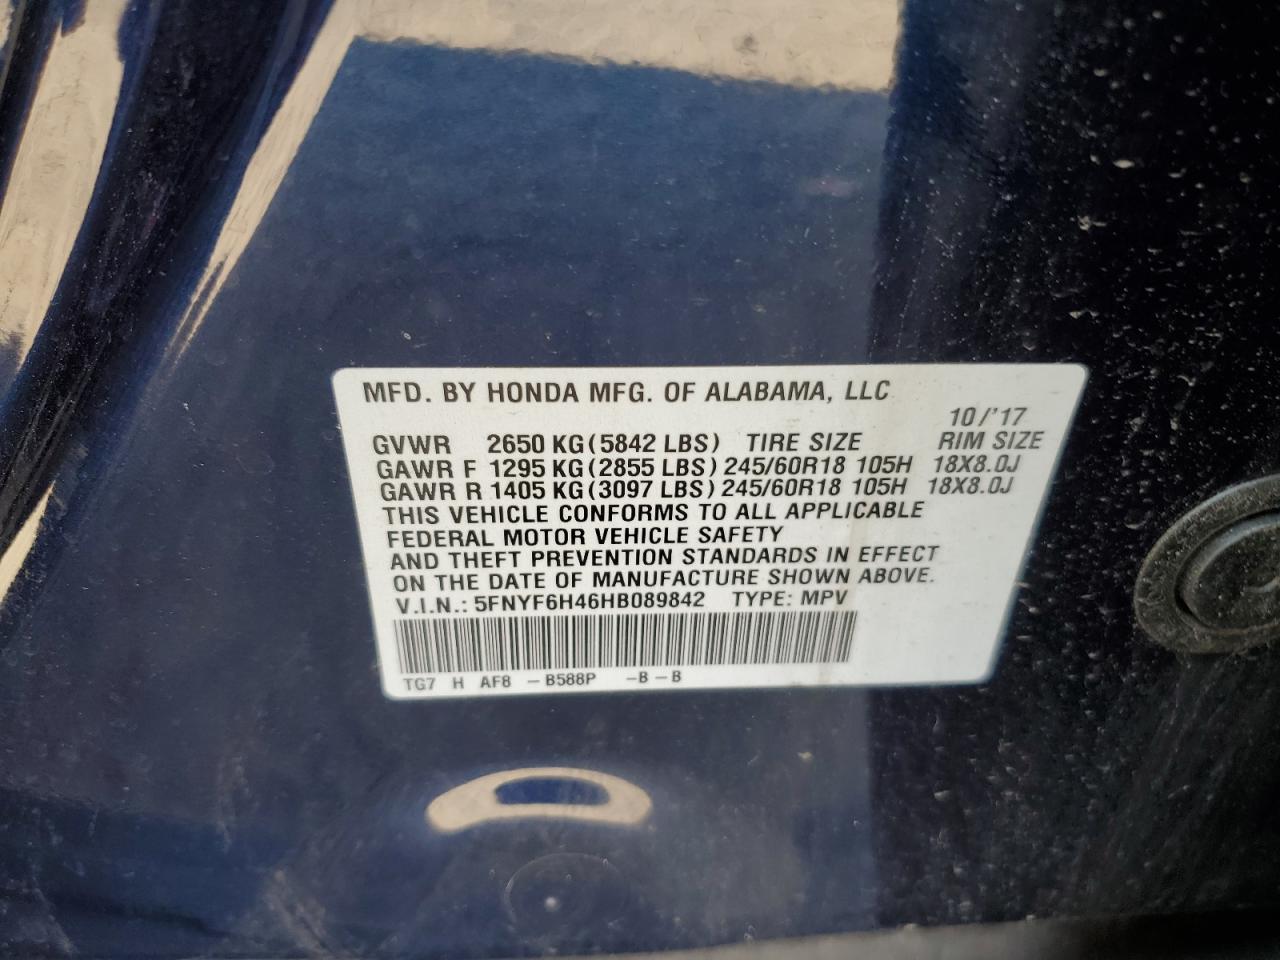 MFD. BY HONDA MFG. OF ALABAMA, LLC
10/'17
GVWR 2650 KG (5842 LBS) TIRE SIZE RIM SIZE
GAWR F 1295 KG (2855 LBS) 245/60R18 105H 18X8.0J
GAWR R 1405 KG (3097 LBS) 245/60R18 105H 18X8.0J
THIS VEHICLE CONFORMS TO ALL APPLICABLE
FEDERAL MOTOR VEHICLE SAFETY
AND THEFT PREVENTION STANDARDS IN EFFECT
ON THE DATE OF MANUFACTURE SHOWN ABOVE.
V.I.N.: 5FNYF6H46HB089842 TYPE: MPV
TG7 H AF8 -B588P -B-B